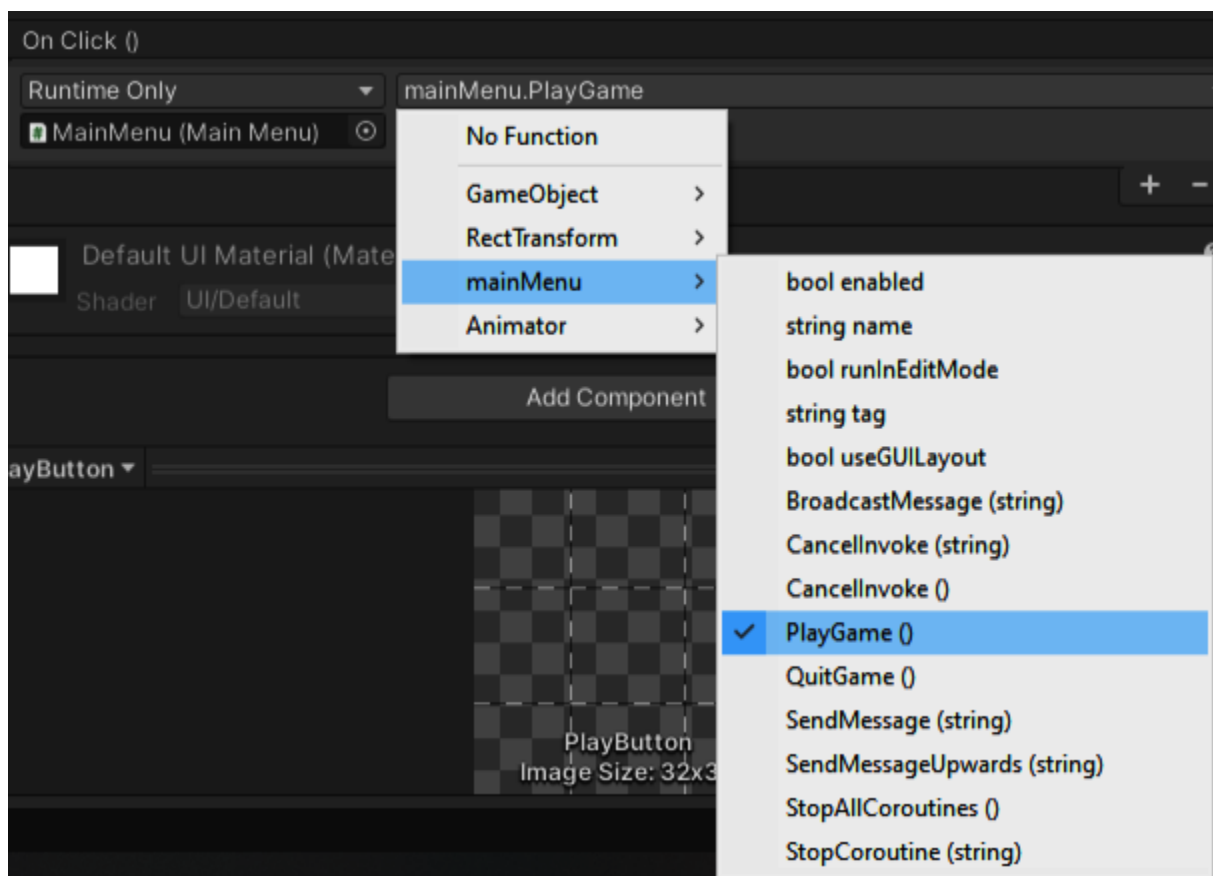 On Click ()
Runtime Only
mainMenu.PlayGame
MainMenu (Main Menu)
No Function
GameObject
RectTransform
mainMenu
Animator
Default UI Material (Mate
Shader UI/Default
bool enabled
string name
bool runInEditMode
string tag
bool useGUILayout
BroadcastMessage (string)
CancelInvoke (string)
CancelInvoke ()
PlayGame ()
QuitGame ()
SendMessage (string)
SendMessageUpwards (string)
StopAllCoroutines ()
StopCoroutine (string)
Add Component
ayButton
PlayButton
Image Size: 32x3